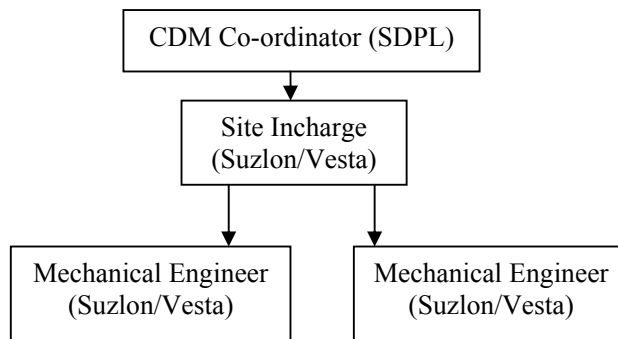 CDM Co-ordinator (SDPL)
Site Incharge
(Suzlon/Vesta)
Mechanical Engineer
(Suzlon/Vesta)
Mechanical Engineer
(Suzlon/Vesta)